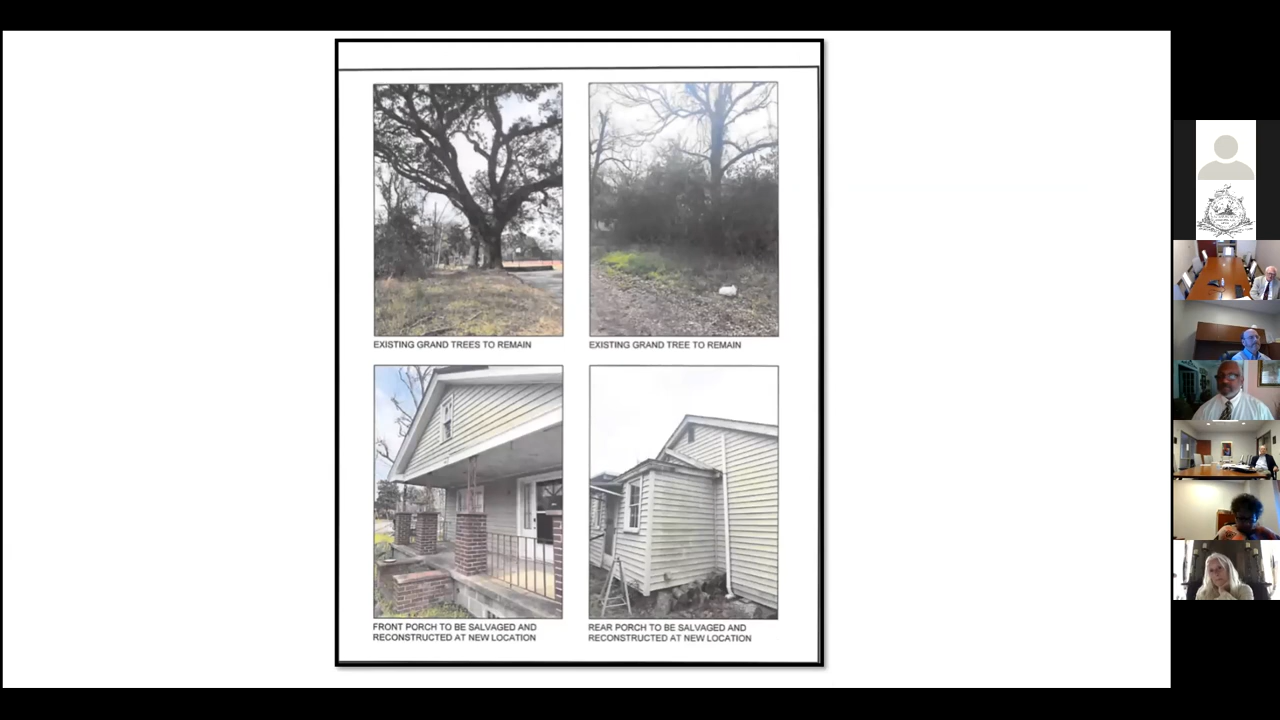 EXISTING GRAND TREES TO REMAIN
EXISTING GRAND TREE TO REMAIN
FRONT PORCH TO BE SALVAGED AND
RECONSTRUCTED AT NEW LOCATION
REAR PORCH TO BE SALVAGED AND
RECONSTRUCTED AT NEW LOCATION